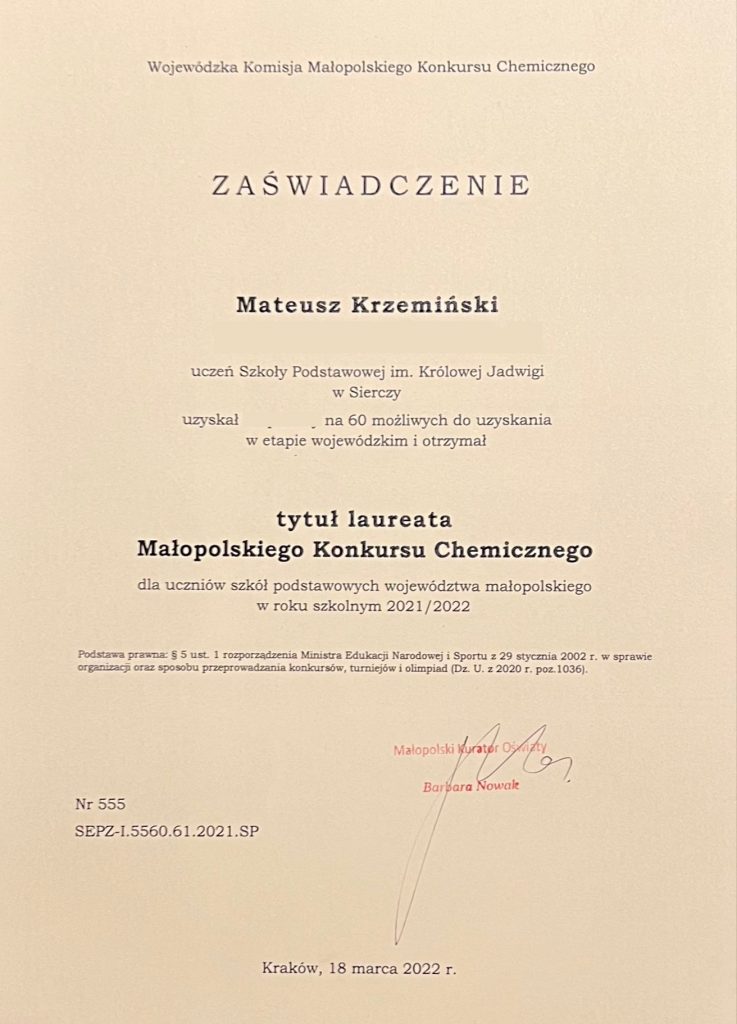 Wojewódzka Komisja Małopolskiego Konkursu Chemicznego
ZAŚWIADCZENIE
Mateusz Krzemiński
uczeń Szkoły Podstawowej im. Królowej Jadwigi
w Sierczy
uzyskał na 60 możliwych do uzyskania
w etapie wojewódzkim i otrzymał
tytuł laureata
Małopolskiego Konkursu Chemicznego
dla uczniów szkół podstawowych województwa małopolskiego
w roku szkolnym 2021/2022
Podstawa prawna: § 5 ust. 1 rozporządzenia Ministra Edukacji Narodowej i Sportu z 29 stycznia 2002 r. w sprawie
organizacji oraz sposobu przeprowadzania konkursów, turniejów i olimpiad (Dz. U. z 2020 r. poz.1036).
Małopolski Kurator Oświaty
Barbara Nowak
Nr 555
SEPZ-I.5560.61.2021.SP
Kraków, 18 marca 2022 r.